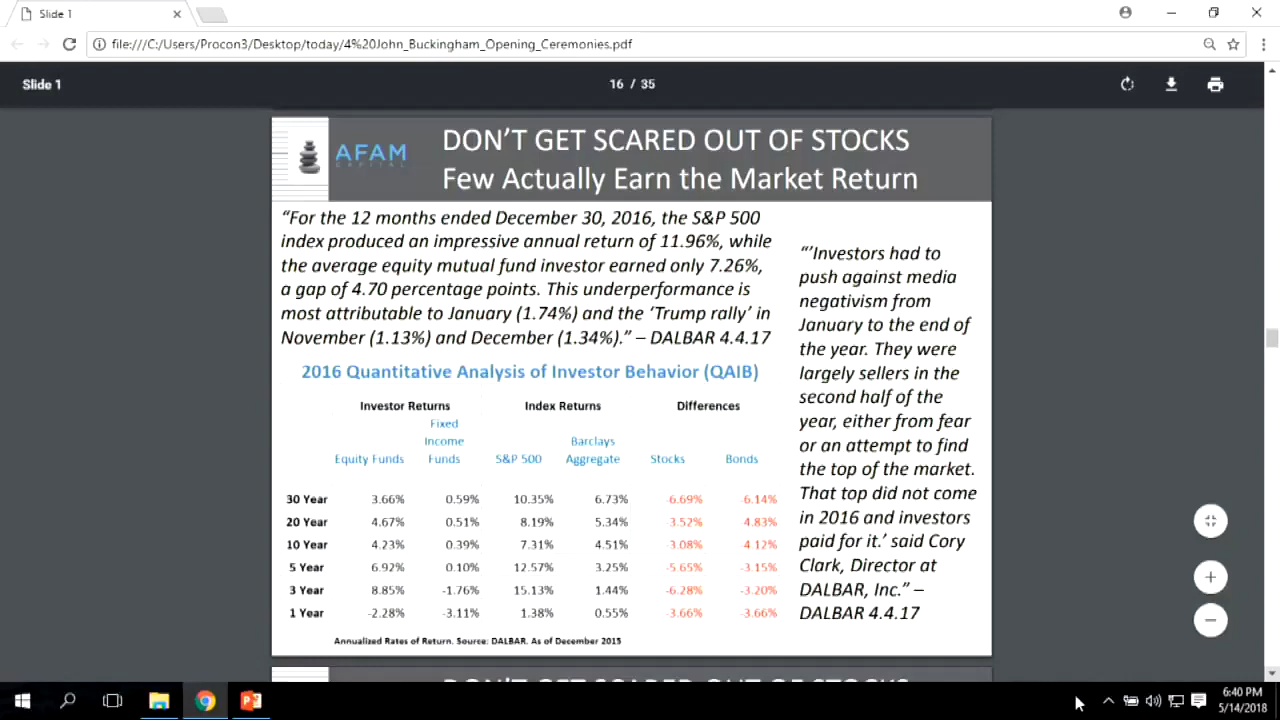 Slide 1
file:///C:/Users/Procon3/Desktop/today/4%20John_Buckingham_Opening_Ceremonies.pdf
Slide 1
16 / 35
AFAM
CAPITAL
DON'T GET SCARED OUT OF STOCKS
Few Actually Earn the Market Return
“For the 12 months ended December 30, 2016, the S&P 500
index produced an impressive annual return of 11.96%, while
the average equity mutual fund investor earned only 7.26%,
a gap of 4.70 percentage points. This underperformance is
most attributable to January (1.74%) and the ‘Trump rally’ in
November (1.13%) and December (1.34%).” – DALBAR 4.4.17
“’Investors had to
push against media
negativism from
January to the end of
the year. They were
largely sellers in the
second half of the
year, either from fear
or an attempt to find
the top of the market.
That top did not come
in 2016 and investors
paid for it.’ said Cory
Clark, Director at
DALBAR, Inc.” –
DALBAR 4.4.17
2016 Quantitative Analysis of Investor Behavior (QAIB)
Investor Returns Index Returns Differences
Fixed
Income Barclays
Equity Funds Funds S&P 500 Aggregate Stocks Bonds
30 Year 3.66% 0.59% 10.35% 6.73% -6.69% -6.14%
20 Year 4.67% 0.51% 8.19% 5.34% -3.52% 4.83%
10 Year 4.23% 0.39% 7.31% 4.51% -3.08% 4.12%
5 Year 6.92% 0.10% 12.57% 3.25% -5.65% -3.15%
3 Year 8.85% -1.76% 15.13% 1.44% -6.28% -3.20%
1 Year -2.28% -3.11% 1.38% 0.55% -3.66% -3.66%
Annualized Rates of Return. Source: DALBAR. As of December 2015
DON'T GET SCARED OUT OF STOCKS
6:40 PM
5/14/2018